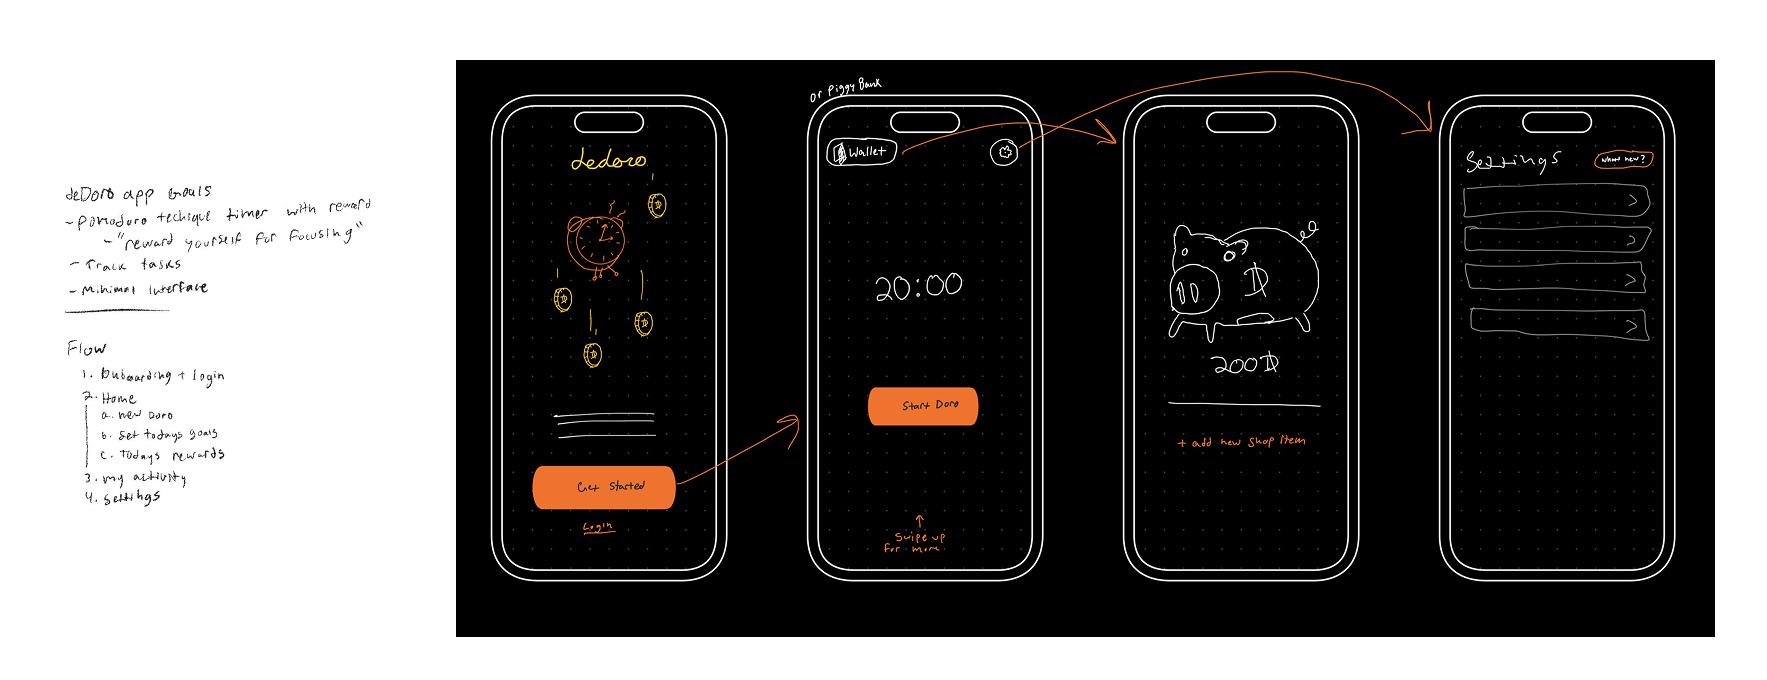 deDoro app Goals
- Pomodoro techique timer with reward
- "reward yourself for focusing"
- Track tasks
- Minimal Interface
Flow
1. Onboarding + Login
2. Home
a. new Doro
b. Set todays goals
c. todays rewards
3. my activity
4. Settings
dedoro
Get Started
Login
or Piggy Bank
Wallet
20:00
Start Doro
Swipe up
for more
D
200D
+ add new shop item
Settings
What new?